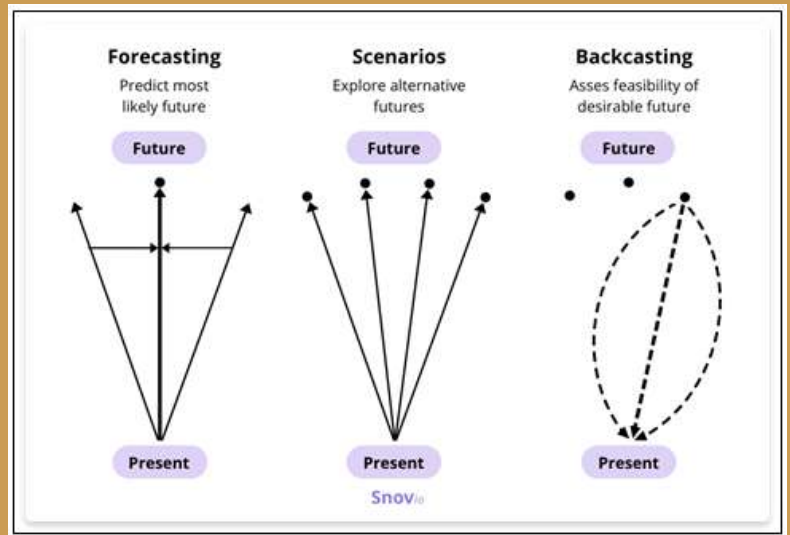 Forecasting
Predict most
likely future
Future
Present
Scenarios
Explore alternative
futures
Future
Present
Backcasting
Asses feasibility of
desirable future
Future
Present
Snovio